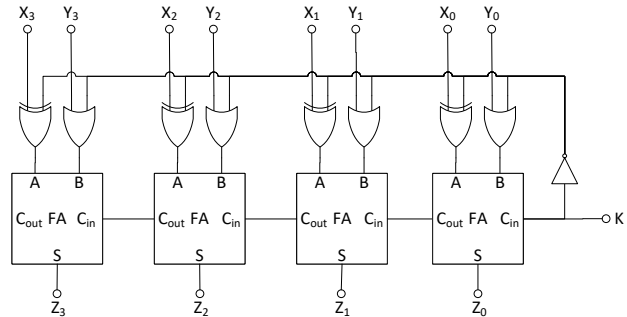 X₃ Y₃ X₂ Y₂ X₁ Y₁ X₀ Y₀
A B A B A B A B
Cout FA Cin Cout FA Cin Cout FA Cin Cout FA Cin K
S S S S
Z₃ Z₂ Z₁ Z₀